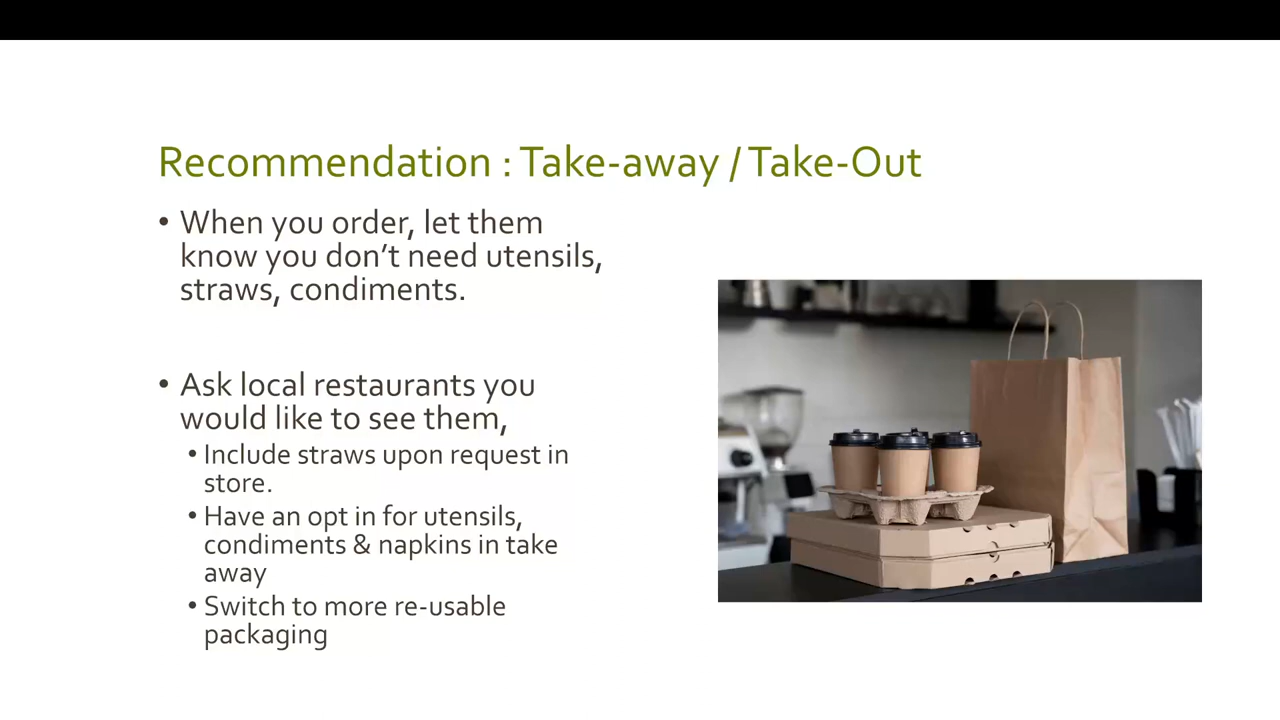 Recommendation : Take-away / Take-Out
• When you order, let them
know you don’t need utensils,
straws, condiments.
• Ask local restaurants you
would like to see them,
• Include straws upon request in
store.
• Have an opt in for utensils,
condiments & napkins in take
away
• Switch to more re-usable
packaging